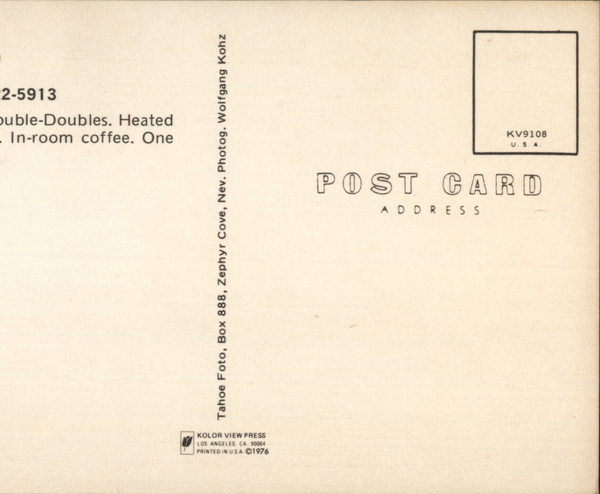 2-5913
ouble-Doubles. Heated
. In-room coffee. One
Tahoe Foto, Box 888, Zephyr Cove, Nev. Photog. Wolfgang Kohz
KOLOR VIEW PRESS
LOS ANGELES, CA. 90064
PRINTED IN U.S.A. ©1976
KV9108
U. S. A.
POST CARD
ADDRESS